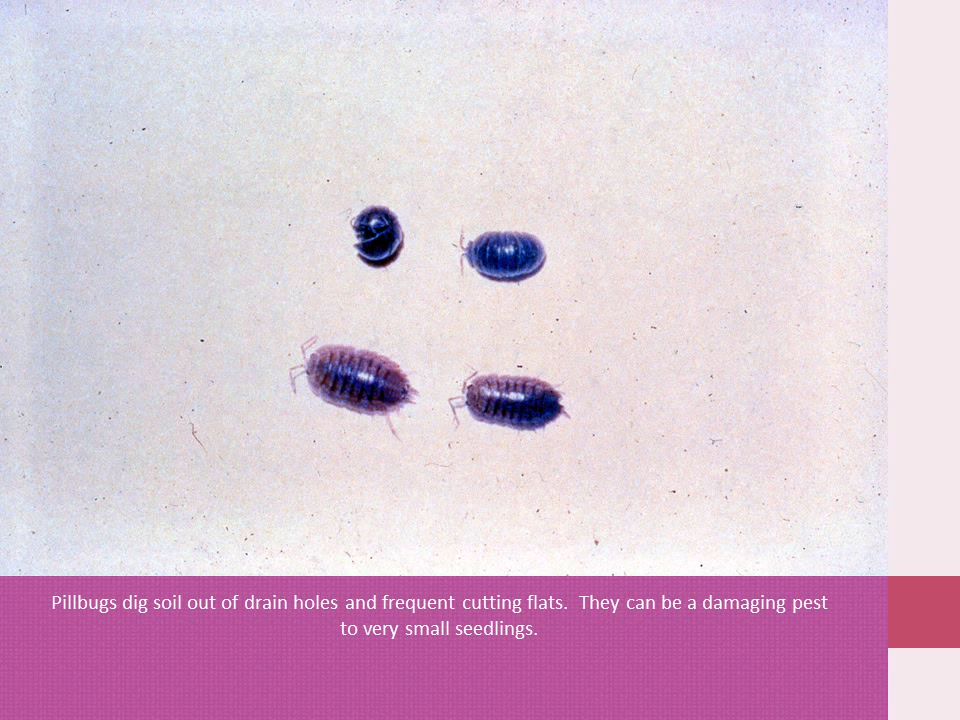 Pillbugs dig soil out of drain holes and frequent cutting flats.  They can be a damaging pest
to very small seedlings.